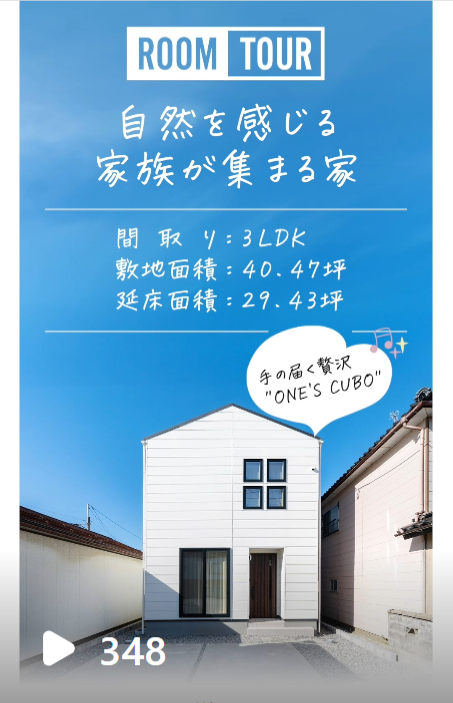 ROOM TOUR
自然を感じる
家族が集まる家
間取り:3LDK
敷地面積:40.47坪
延床面積:29.43坪
手の届く贅沢
"ONE'S CUBO"
348